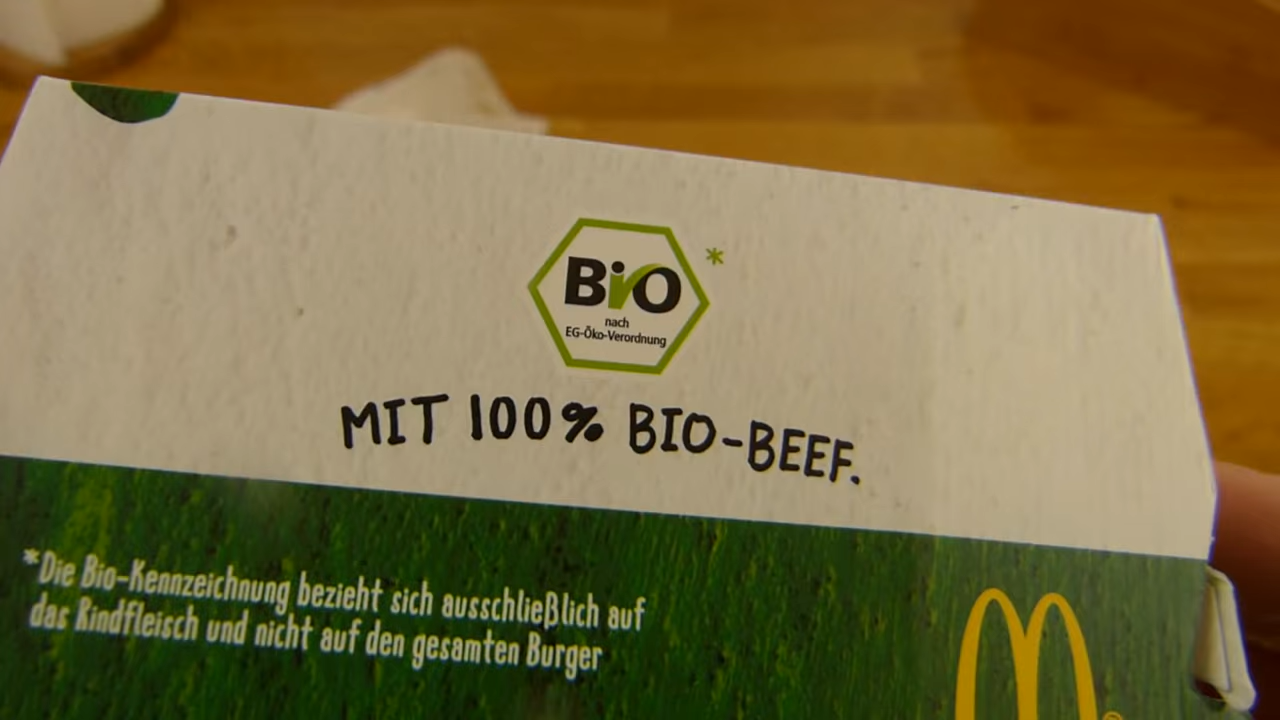 BiO
*
nach
EG-Öko-Verordnung
MIT 100% BIO-BEEF.
*Die Bio-Kennzeichnung bezieht sich ausschließlich auf
das Rindfleisch und nicht auf den gesamten Burger